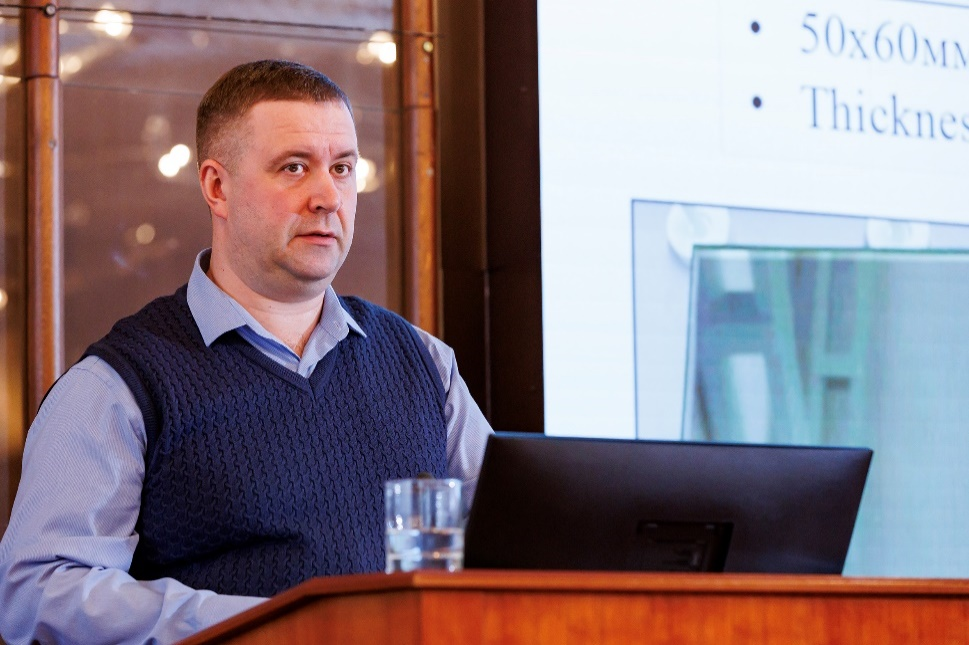 • 50x60мм
• Thicknes